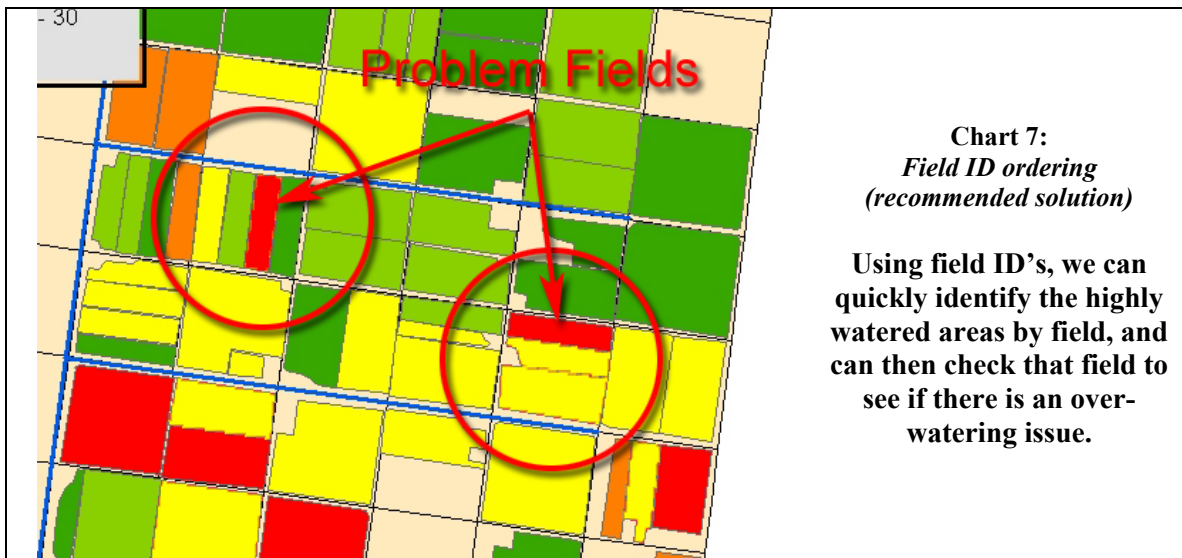 - 30
Problem Fields
Chart 7:
Field ID ordering
(recommended solution)
Using field ID’s, we can
quickly identify the highly
watered areas by field, and
can then check that field to
see if there is an over-
watering issue.